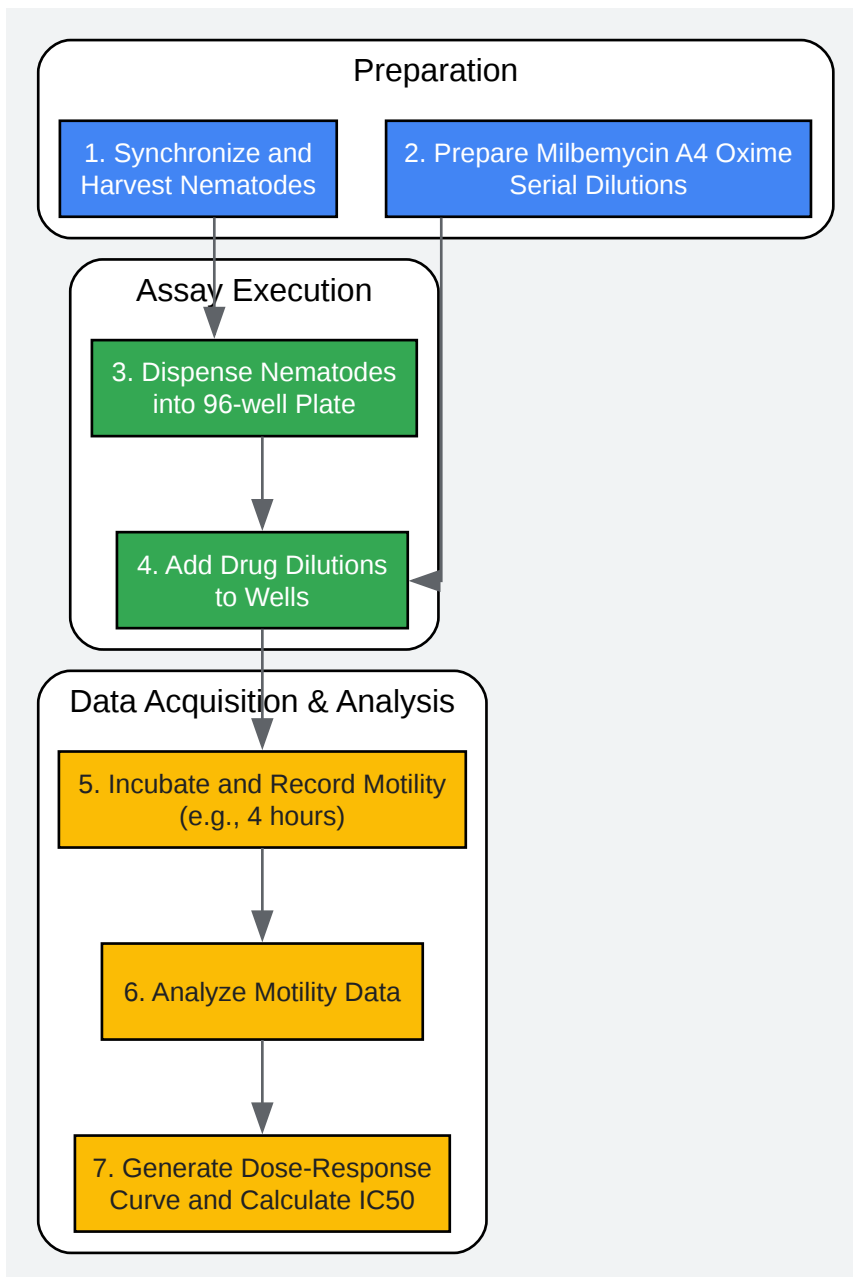 Preparation
1. Synchronize and
Harvest Nematodes
2. Prepare Milbemycin A4 Oxime
Serial Dilutions
Assay Execution
3. Dispense Nematodes
into 96-well Plate
4. Add Drug Dilutions
to Wells
Data Acquisition & Analysis
5. Incubate and Record Motility
(e.g., 4 hours)
6. Analyze Motility Data
7. Generate Dose-Response
Curve and Calculate IC50